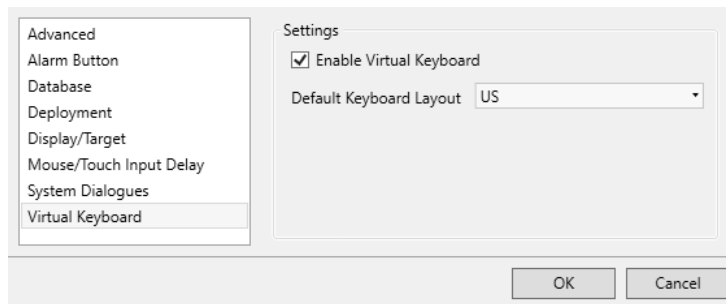 Advanced
Alarm Button
Database
Deployment
Display/Target
Mouse/Touch Input Delay
System Dialogues
Virtual Keyboard
Settings
Enable Virtual Keyboard
Default Keyboard Layout US
OK Cancel